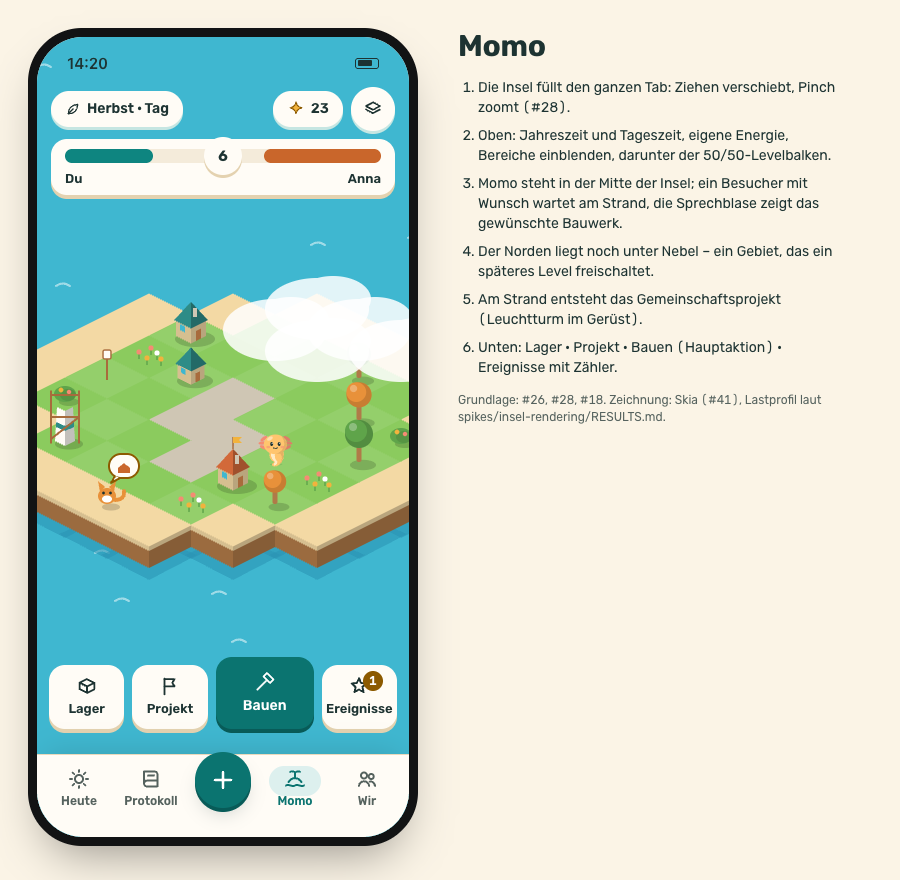 14:20
Herbst • Tag
23
6
Du
Anna
Lager
Projekt
Bauen
1
Ereignisse
Heute
Protokoll
Momo
Wir
Momo
1. Die Insel füllt den ganzen Tab: Ziehen verschiebt, Pinch
zoomt (#28).
2. Oben: Jahreszeit und Tageszeit, eigene Energie,
Bereiche einblenden, darunter der 50/50-Levelbalken.
3. Momo steht in der Mitte der Insel; ein Besucher mit
Wunsch wartet am Strand, die Sprechblase zeigt das
gewünschte Bauwerk.
4. Der Norden liegt noch unter Nebel – ein Gebiet, das ein
späteres Level freischaltet.
5. Am Strand entsteht das Gemeinschaftsprojekt
(Leuchtturm im Gerüst).
6. Unten: Lager • Projekt • Bauen (Hauptaktion) •
Ereignisse mit Zähler.
Grundlage: #26, #28, #18. Zeichnung: Skia (#41), Lastprofil laut
spikes/insel-rendering/RESULTS.md.